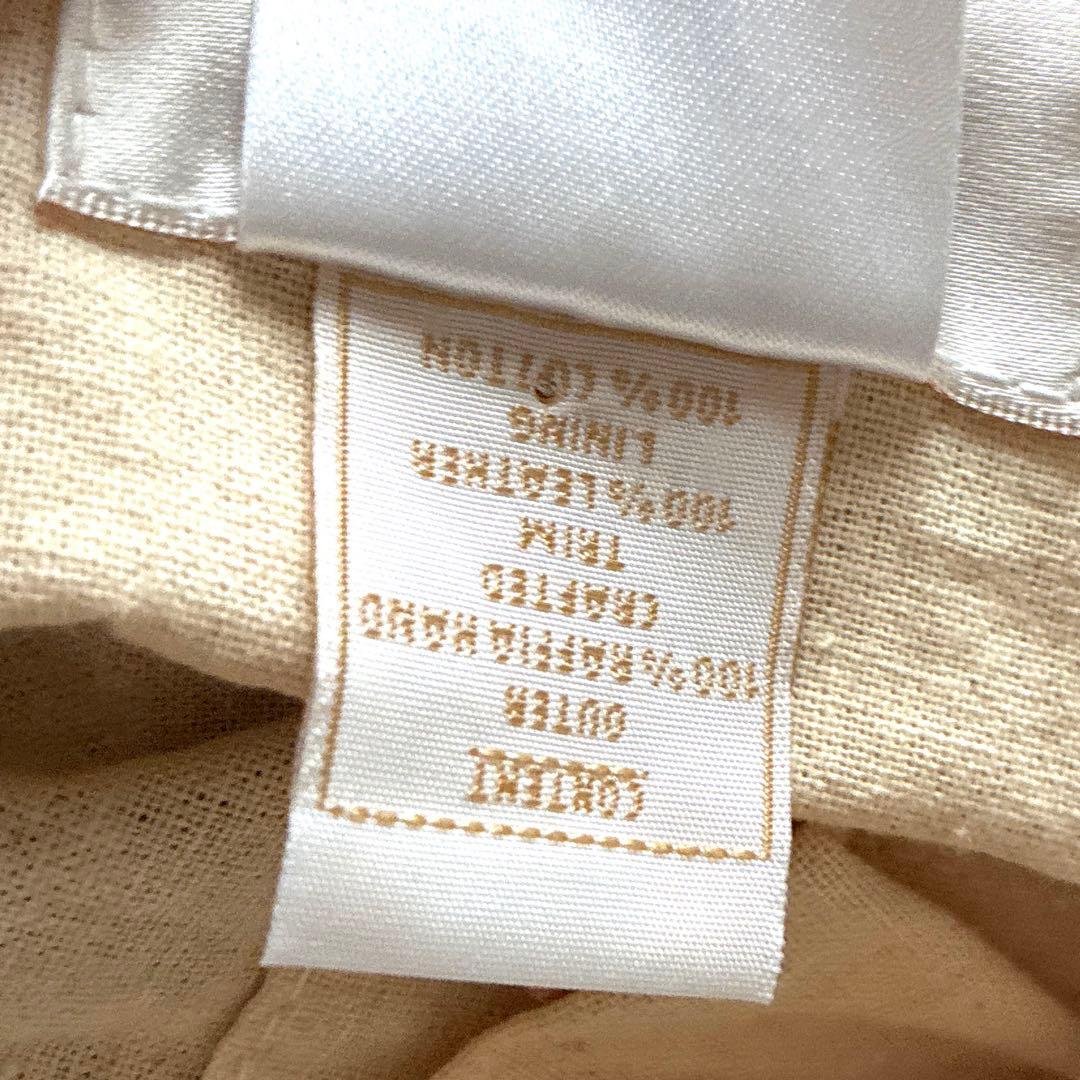 CONTENT
OUTER
100% RAFFIA HAND
CRAFTED
TRIM
100% LEATHER
LINING
100% COTTON